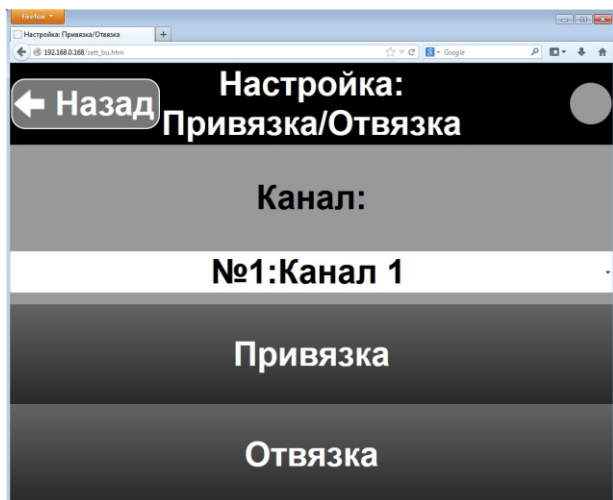 Firefox
Настройка: Привязка/Отвязка
192.168.0.168/sett_bu.htm
Google
Назад
Настройка:
Привязка/Отвязка
Канал:
№1:Канал 1
Привязка
Отвязка